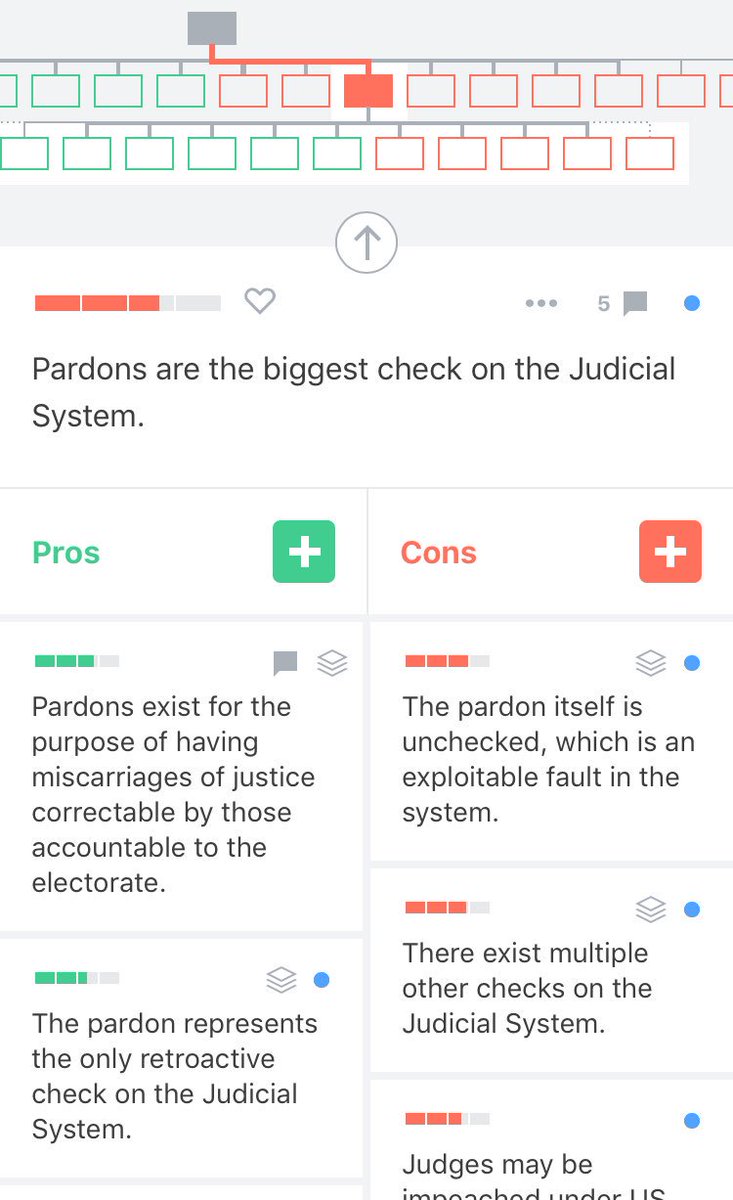 5
Pardons are the biggest check on the Judicial
System.
Pros
Cons
Pardons exist for the
purpose of having
miscarriages of justice
correctable by those
accountable to the
electorate.
The pardon represents
the only retroactive
check on the Judicial
System.
The pardon itself is
unchecked, which is an
exploitable fault in the
system.
There exist multiple
other checks on the
Judicial System.
Judges may be
impeached under US